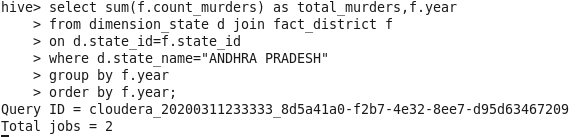 hive> select sum(f.count_murders) as total_murders,f.year
> from dimension_state d join fact_district f
> on d.state_id=f.state_id
> where d.state_name="ANDHRA PRADESH"
> group by f.year
> order by f.year;
Query ID = cloudera_20200311233333_8d5a41a0-f2b7-4e32-8ee7-d95d63467209
Total jobs = 2